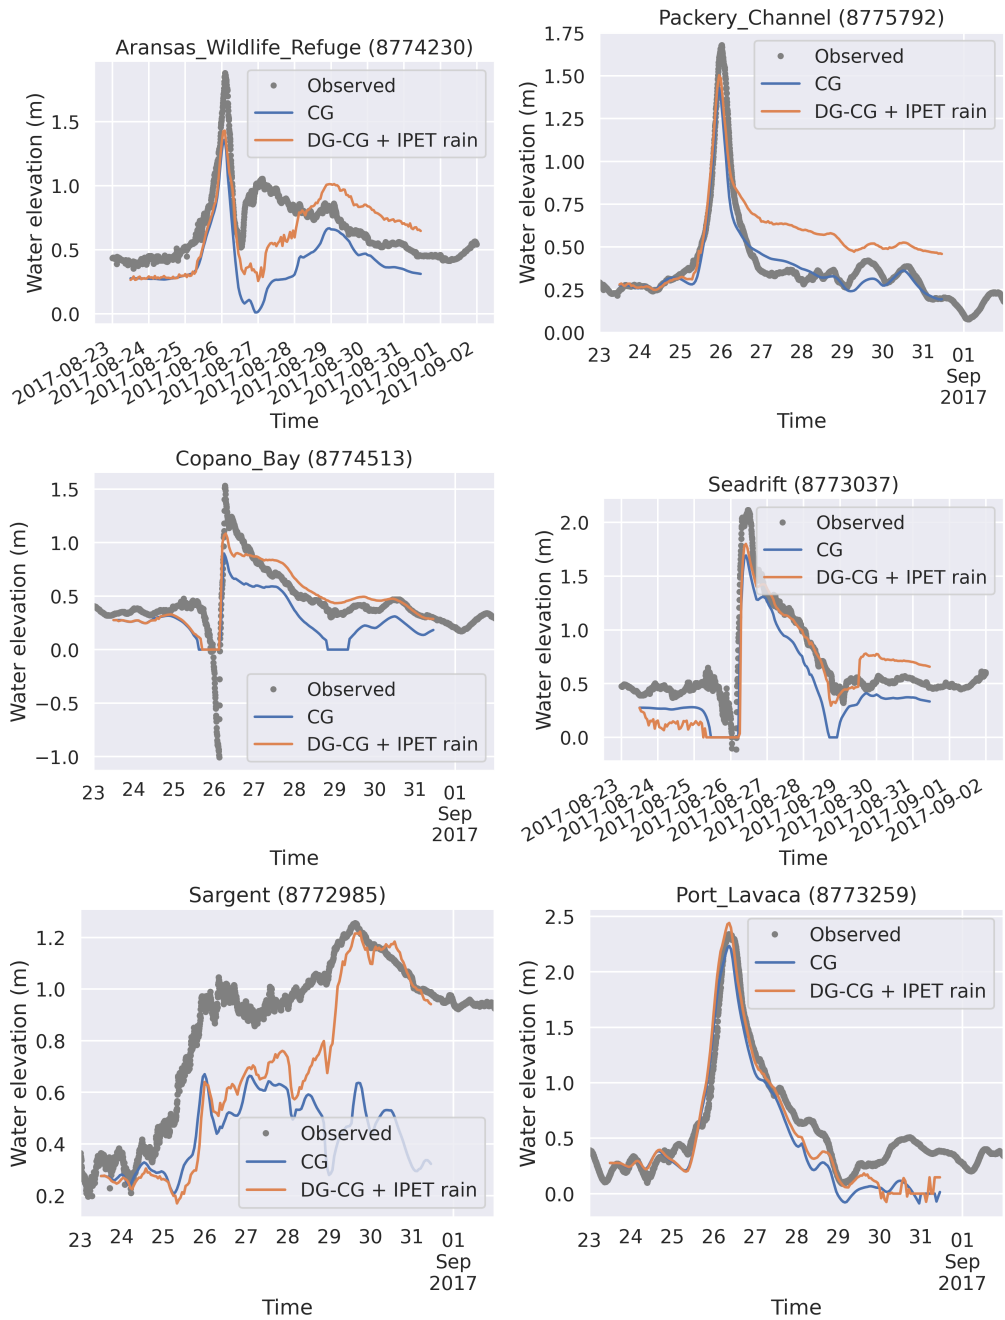 Aransas_Wildlife_Refuge (8774230)
Observed
CG
DG-CG + IPET rain
Water elevation (m)
1.5
1.0
0.5
0.0
2017-08-23
2017-08-24
2017-08-25
2017-08-26
2017-08-27
2017-08-28
2017-08-29
2017-08-30
2017-08-31
2017-09-01
2017-09-02
Time
Packery_Channel (8775792)
Observed
CG
DG-CG + IPET rain
Water elevation (m)
1.75
1.50
1.25
1.00
0.75
0.50
0.25
0.00
23 24 25 26 27 28 29 30 31 01
Sep
2017
Time
Copano_Bay (8774513)
Water elevation (m)
1.5
1.0
0.5
0.0
−0.5
−1.0
Observed
CG
DG-CG + IPET rain
23 24 25 26 27 28 29 30 31 01
Sep
2017
Time
Seadrift (8773037)
Observed
CG
DG-CG + IPET rain
Water elevation (m)
2.0
1.5
1.0
0.5
0.0
2017-08-23
2017-08-24
2017-08-25
2017-08-26
2017-08-27
2017-08-28
2017-08-29
2017-08-30
2017-08-31
2017-09-01
2017-09-02
Time
Sargent (8772985)
Water elevation (m)
1.2
1.0
0.8
0.6
0.4
0.2
Observed
CG
DG-CG + IPET rain
23 24 25 26 27 28 29 30 31 01
Sep
2017
Time
Port_Lavaca (8773259)
Observed
CG
DG-CG + IPET rain
Water elevation (m)
2.5
2.0
1.5
1.0
0.5
0.0
23 24 25 26 27 28 29 30 31 01
Sep
2017
Time